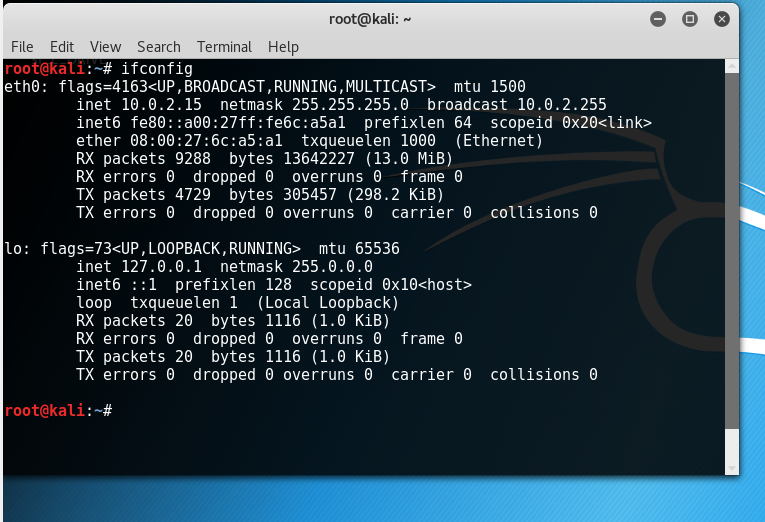 root@kali: ~
File Edit View Search Terminal Help
root@kali:~# ifconfig
eth0: flags=4163<UP,BROADCAST,RUNNING,MULTICAST>  mtu 1500
        inet 10.0.2.15  netmask 255.255.255.0  broadcast 10.0.2.255
        inet6 fe80::a00:27ff:fe6c:a5a1  prefixlen 64  scopeid 0x20<link>
        ether 08:00:27:6c:a5:a1  txqueuelen 1000  (Ethernet)
        RX packets 9288  bytes 13642227 (13.0 MiB)
        RX errors 0  dropped 0  overruns 0  frame 0
        TX packets 4729  bytes 305457 (298.2 KiB)
        TX errors 0  dropped 0 overruns 0  carrier 0  collisions 0
lo: flags=73<UP,LOOPBACK,RUNNING>  mtu 65536
        inet 127.0.0.1  netmask 255.0.0.0
        inet6 ::1  prefixlen 128  scopeid 0x10<host>
        loop  txqueuelen 1  (Local Loopback)
        RX packets 20  bytes 1116 (1.0 KiB)
        RX errors 0  dropped 0  overruns 0  frame 0
        TX packets 20  bytes 1116 (1.0 KiB)
        TX errors 0  dropped 0 overruns 0  carrier 0  collisions 0
root@kali:~#